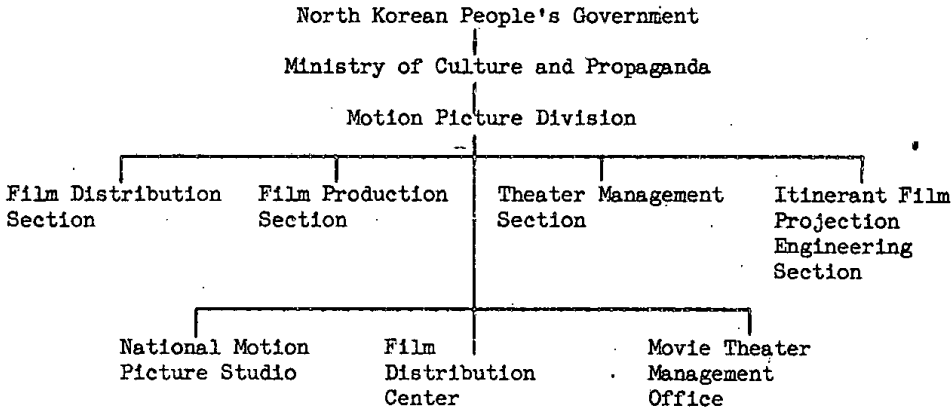 North Korean People's Government
Ministry of Culture and Propaganda
Motion Picture Division
Film Distribution
Section
Film Production
Section
Theater Management
Section
Itinerant Film
Projection
Engineering
Section
National Motion
Picture Studio
Film
Distribution
Center
Movie Theater
Management
Office